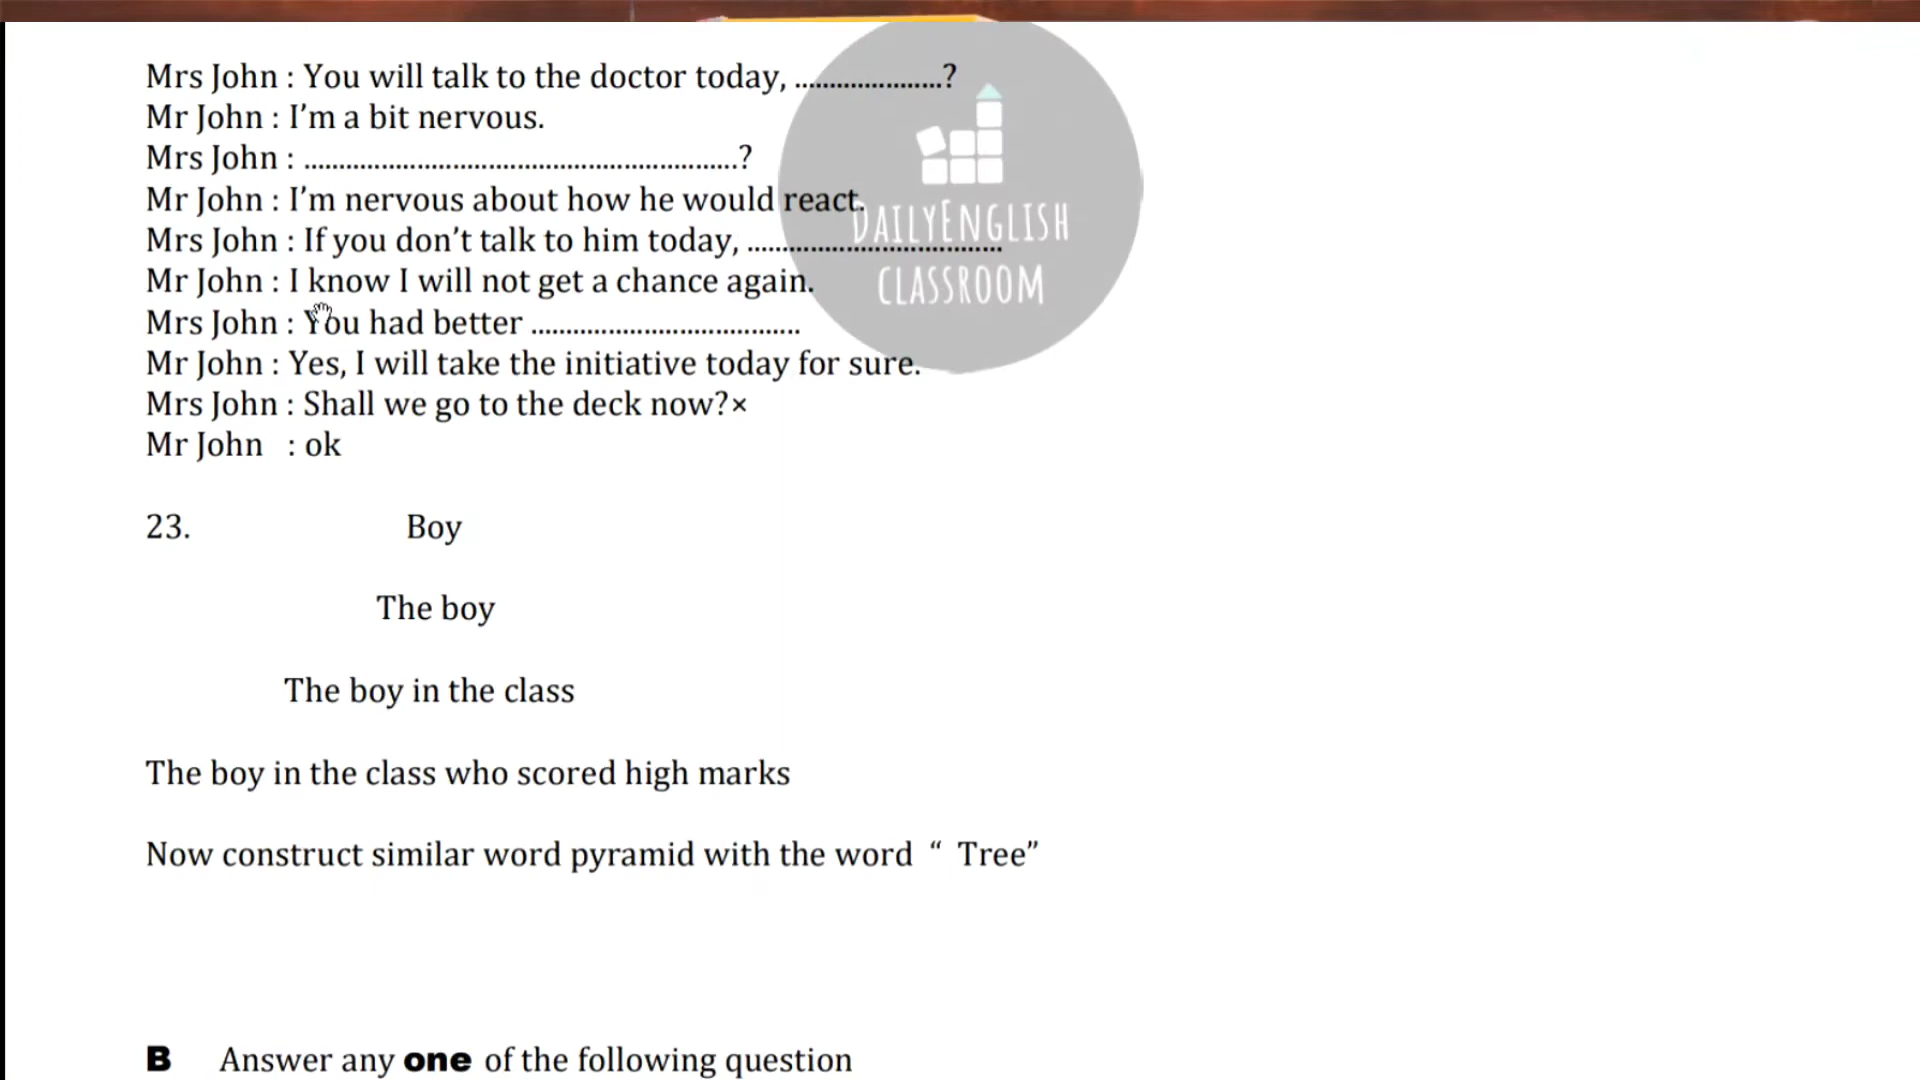 Mrs John : You will talk to the doctor today, .....................?
Mr John : I’m a bit nervous.
Mrs John : ..............................................................?
Mr John : I’m nervous about how he would react.
Mrs John : If you don’t talk to him today, ....................................
Mr John : I know I will not get a chance again.
Mrs John : You had better ......................................
Mr John : Yes, I will take the initiative today for sure.
Mrs John : Shall we go to the deck now?×
Mr John : ok
DAILYENGLISH
CLASSROOM
23. Boy
The boy
The boy in the class
The boy in the class who scored high marks
Now construct similar word pyramid with the word “ Tree”
B Answer any one of the following question